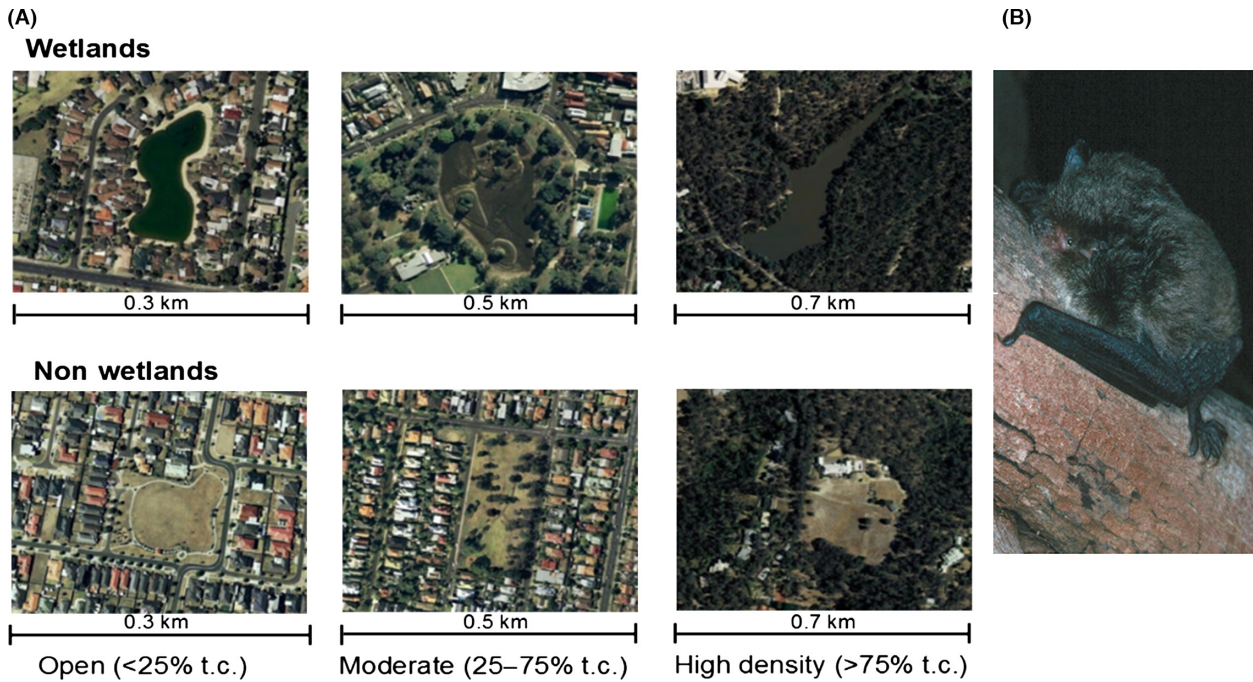 (A)
(B)
Wetlands
0.3 km
0.5 km
0.7 km
Non wetlands
0.3 km
0.5 km
0.7 km
Open (<25% t.c.)
Moderate (25–75% t.c.)
High density (>75% t.c.)